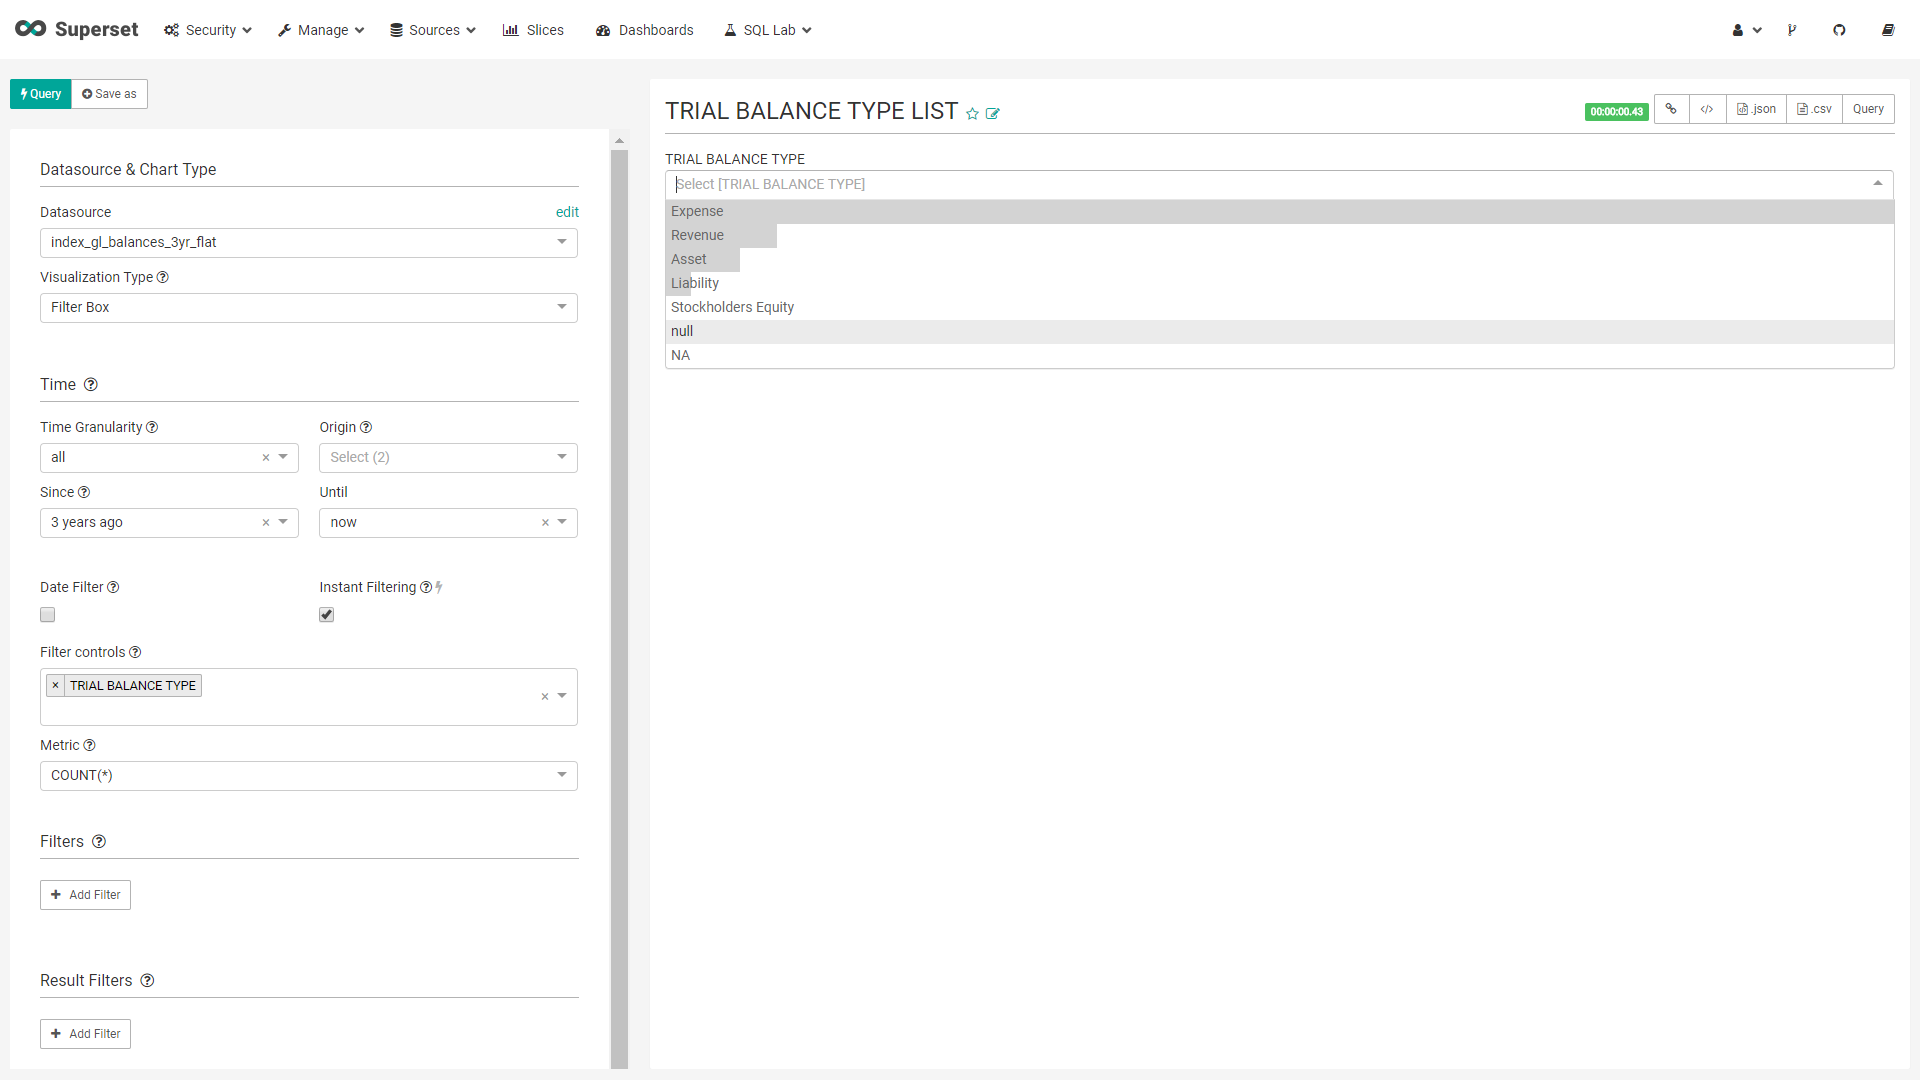 Superset Security Manage Sources Slices Dashboards SQL Lab
Query Save as
Datasource & Chart Type
Datasource edit
index_gl_balances_3yr_flat
Visualization Type
Filter Box
Time
Time Granularity Origin
all × Select (2)
Since Until
3 years ago × now ×
Date Filter Instant Filtering
Filter controls
× TRIAL BALANCE TYPE ×
Metric
COUNT(*)
Filters
+ Add Filter
Result Filters
+ Add Filter
TRIAL BALANCE TYPE LIST 00:00:00.43 </> .json .csv Query
TRIAL BALANCE TYPE
Select [TRIAL BALANCE TYPE]
Expense
Revenue
Asset
Liability
Stockholders Equity
null
NA